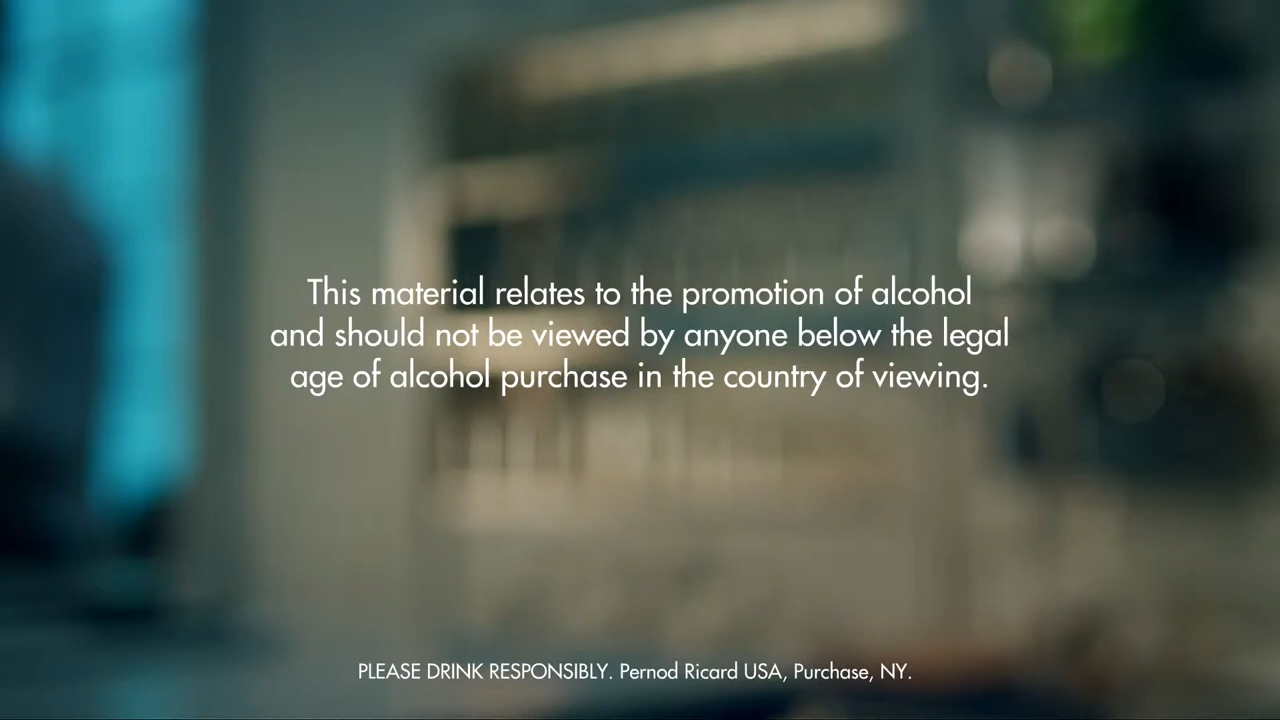 This material relates to the promotion of alcohol
and should not be viewed by anyone below the legal
age of alcohol purchase in the country of viewing.
PLEASE DRINK RESPONSIBLY. Pernod Ricard USA, Purchase, NY.